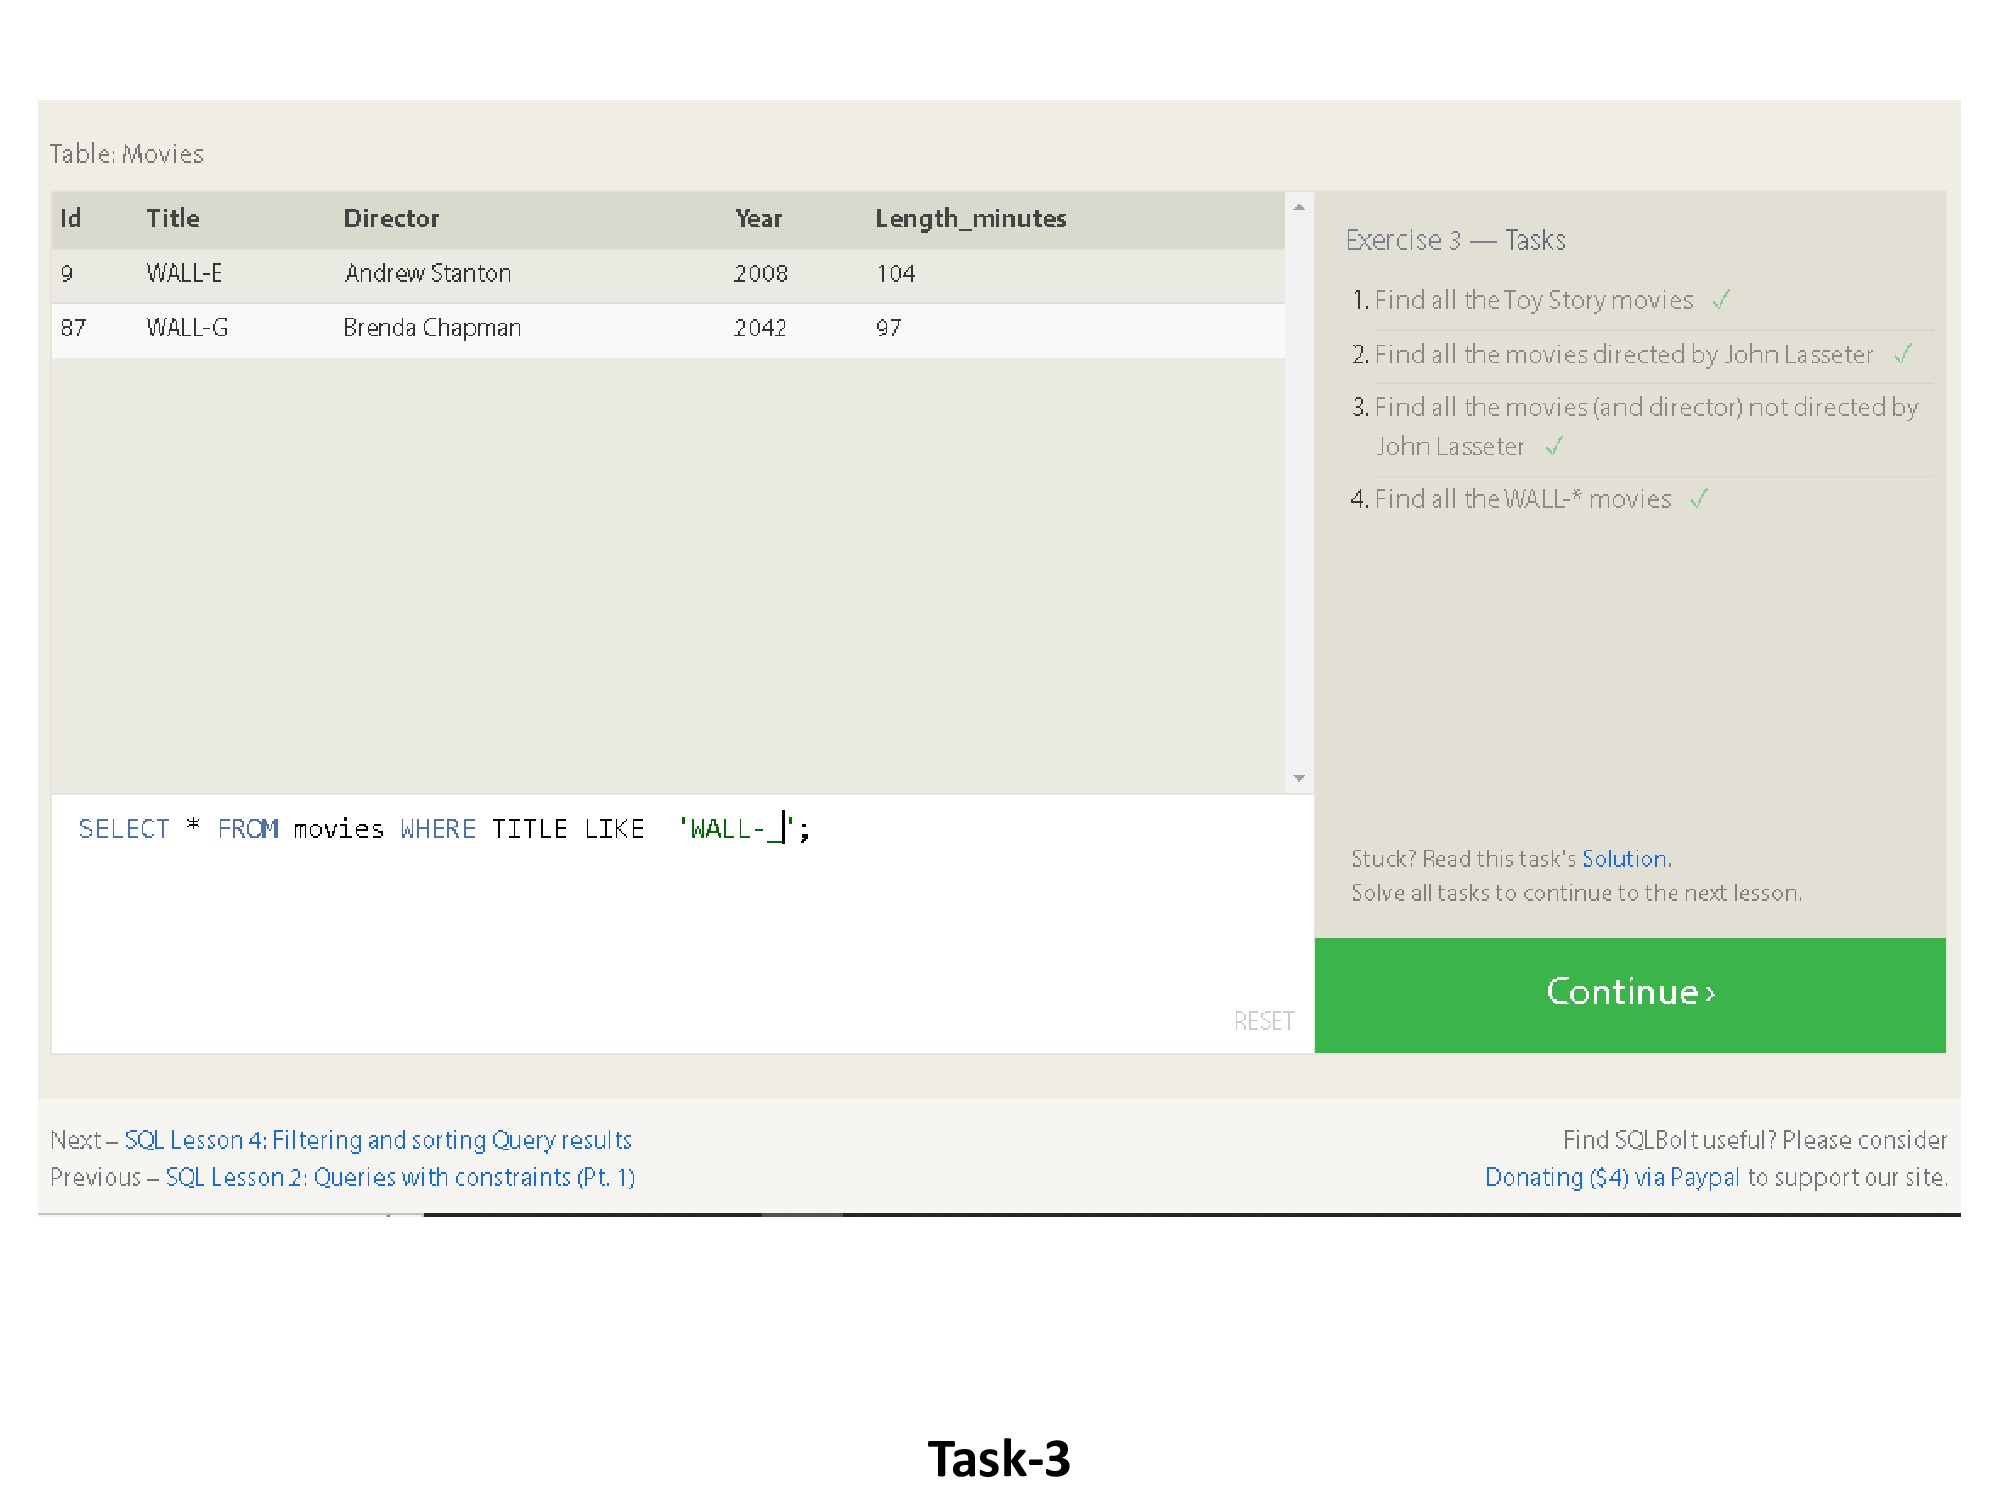 Table: Movies
Id Title Director Year Length_minutes
9 WALL-E Andrew Stanton 2008 104
87 WALL-G Brenda Chapman 2042 97
SELECT * FROM movies WHERE TITLE LIKE  'WALL-_';
RESET
Exercise 3 — Tasks
1. Find all the Toy Story movies ✓
2. Find all the movies directed by John Lasseter ✓
3. Find all the movies (and director) not directed by
John Lasseter ✓
4. Find all the WALL-* movies ✓
Stuck? Read this task's Solution.
Solve all tasks to continue to the next lesson.
Continue ›
Next – SQL Lesson 4: Filtering and sorting Query results
Previous – SQL Lesson 2: Queries with constraints (Pt. 1)
Find SQLBolt useful? Please consider
Donating ($4) via Paypal to support our site.
Task-3